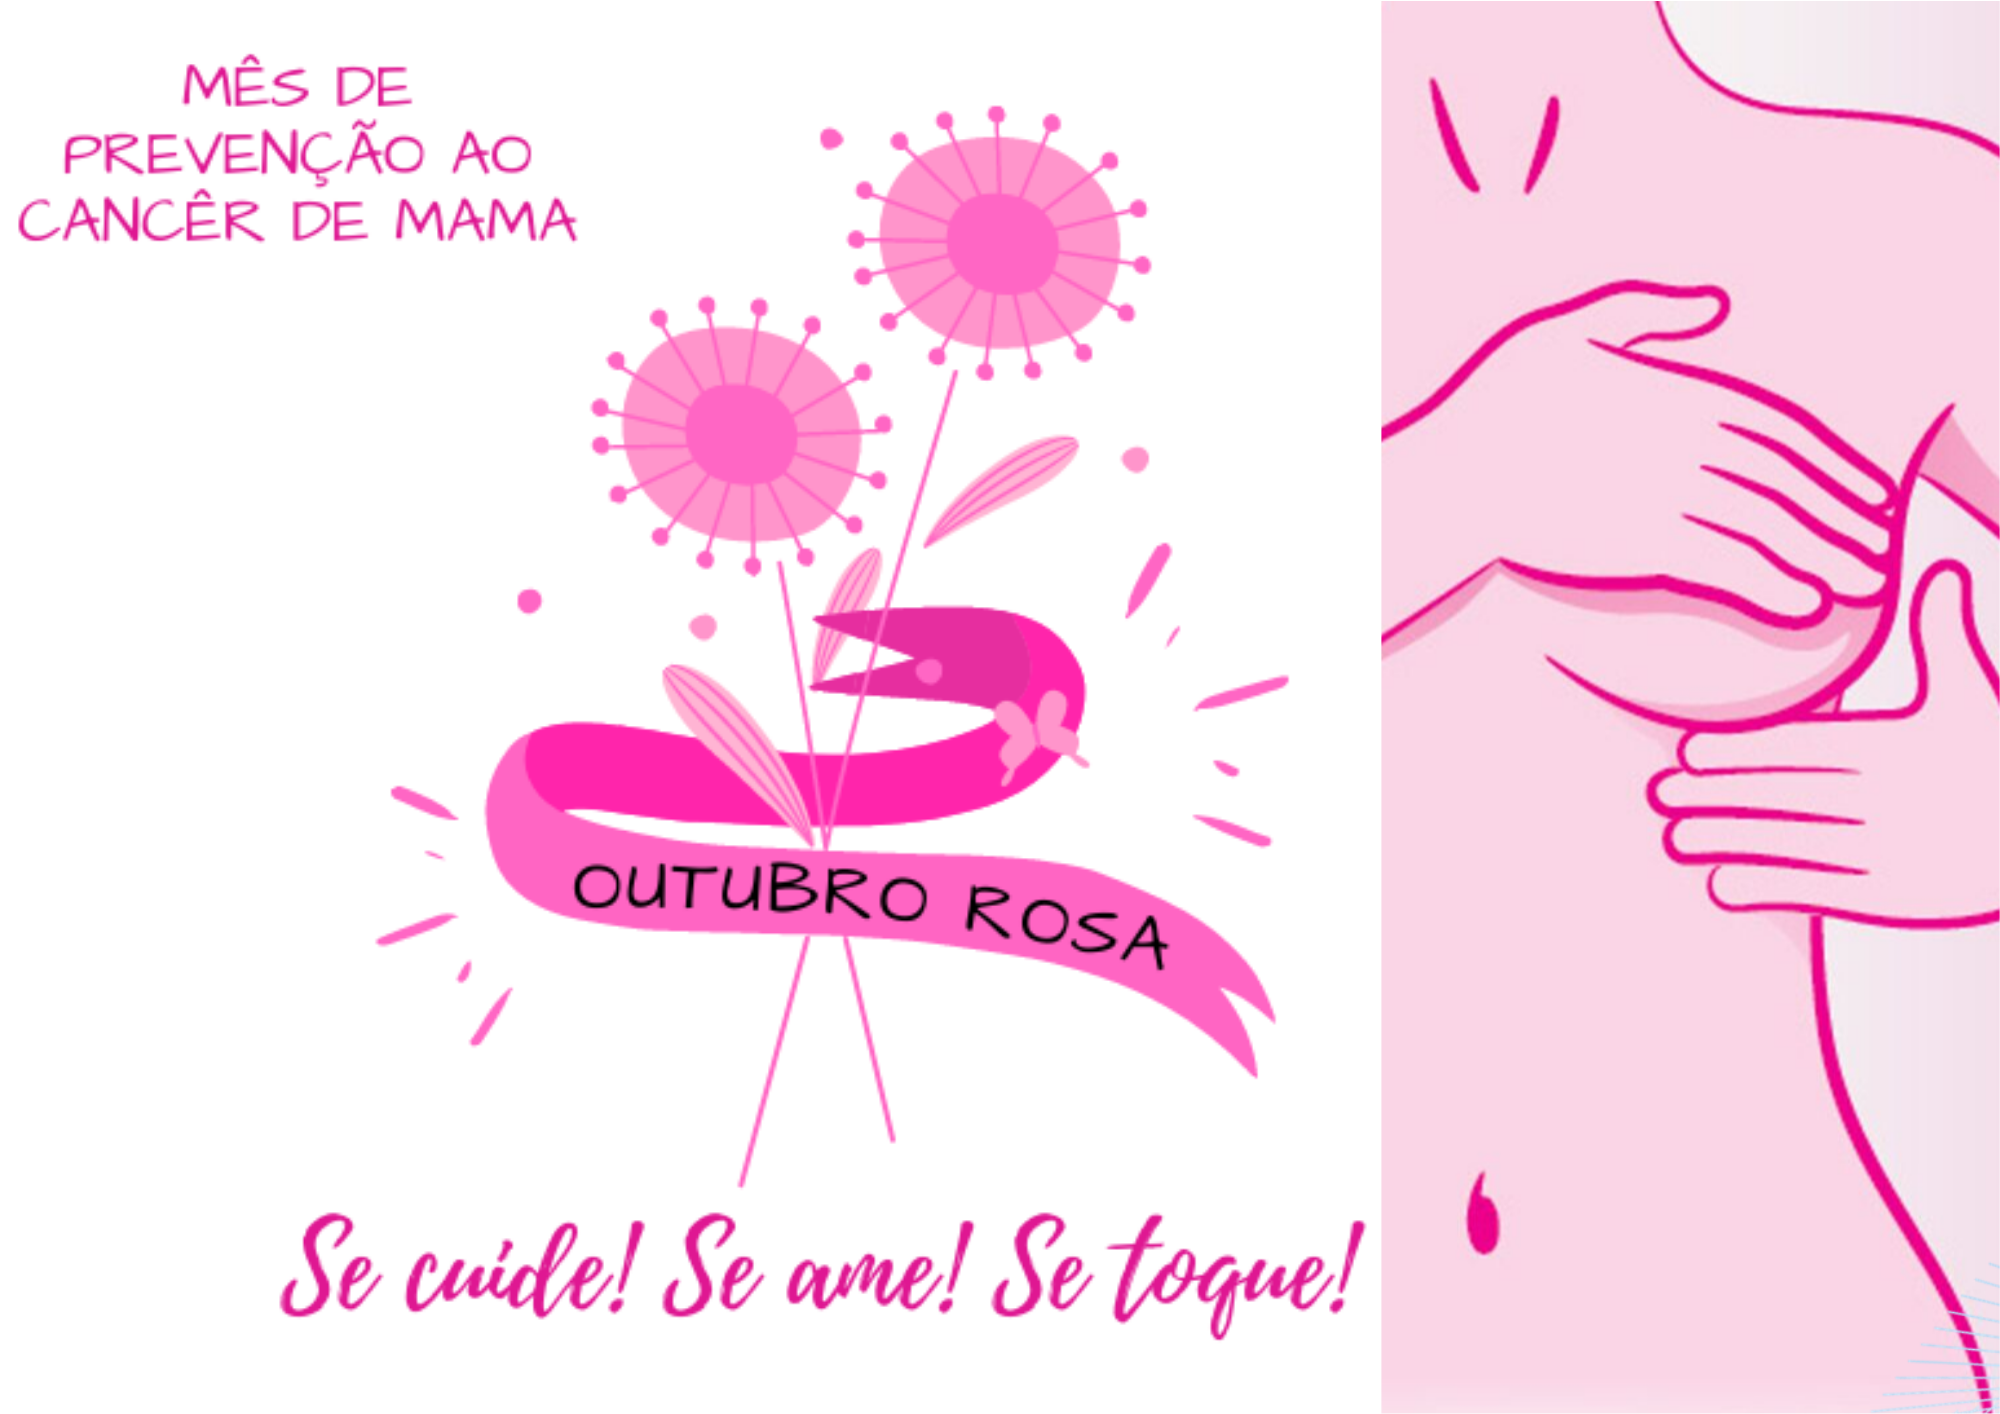 MÊS DE
PREVENÇÃO AO
CANCÊR DE MAMA
OUTUBRO ROSA
Se cuide! Se ame! Se toque!